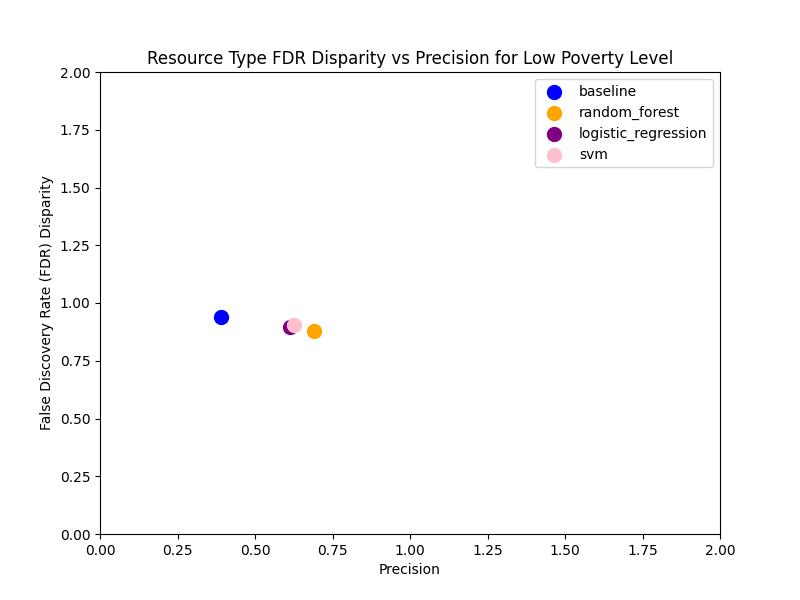 Resource Type FDR Disparity vs Precision for Low Poverty Level
2.00
1.75
1.50
1.25
1.00
0.75
0.50
0.25
0.00
False Discovery Rate (FDR) Disparity
baseline
random_forest
logistic_regression
svm
0.00 0.25 0.50 0.75 1.00 1.25 1.50 1.75 2.00
Precision